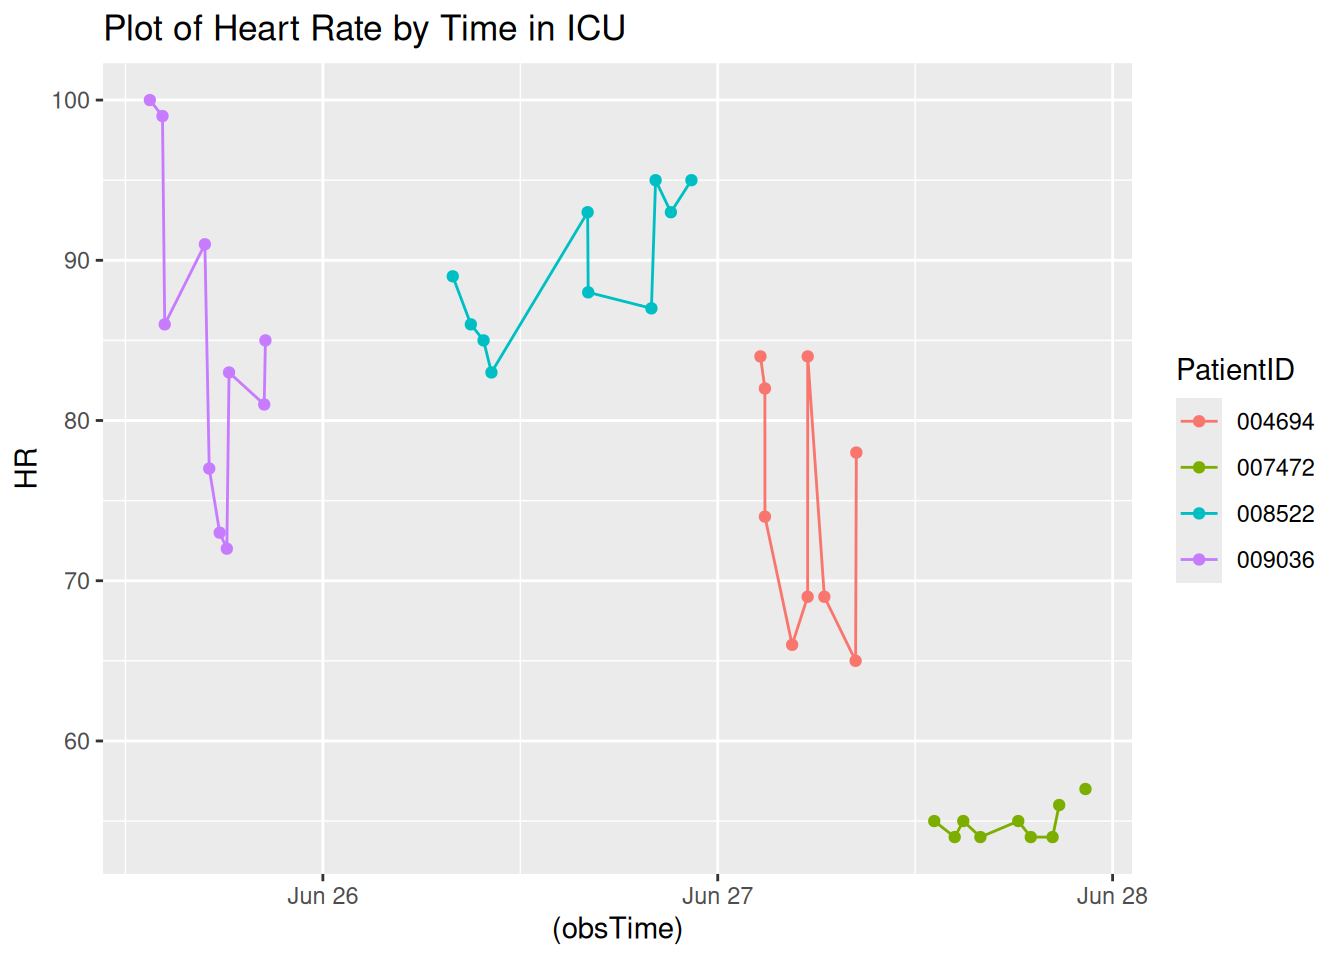 Plot of Heart Rate by Time in ICU
100
90
80
70
60
HR
Jun 26
Jun 27
Jun 28
(obsTime)
PatientID
004694
007472
008522
009036